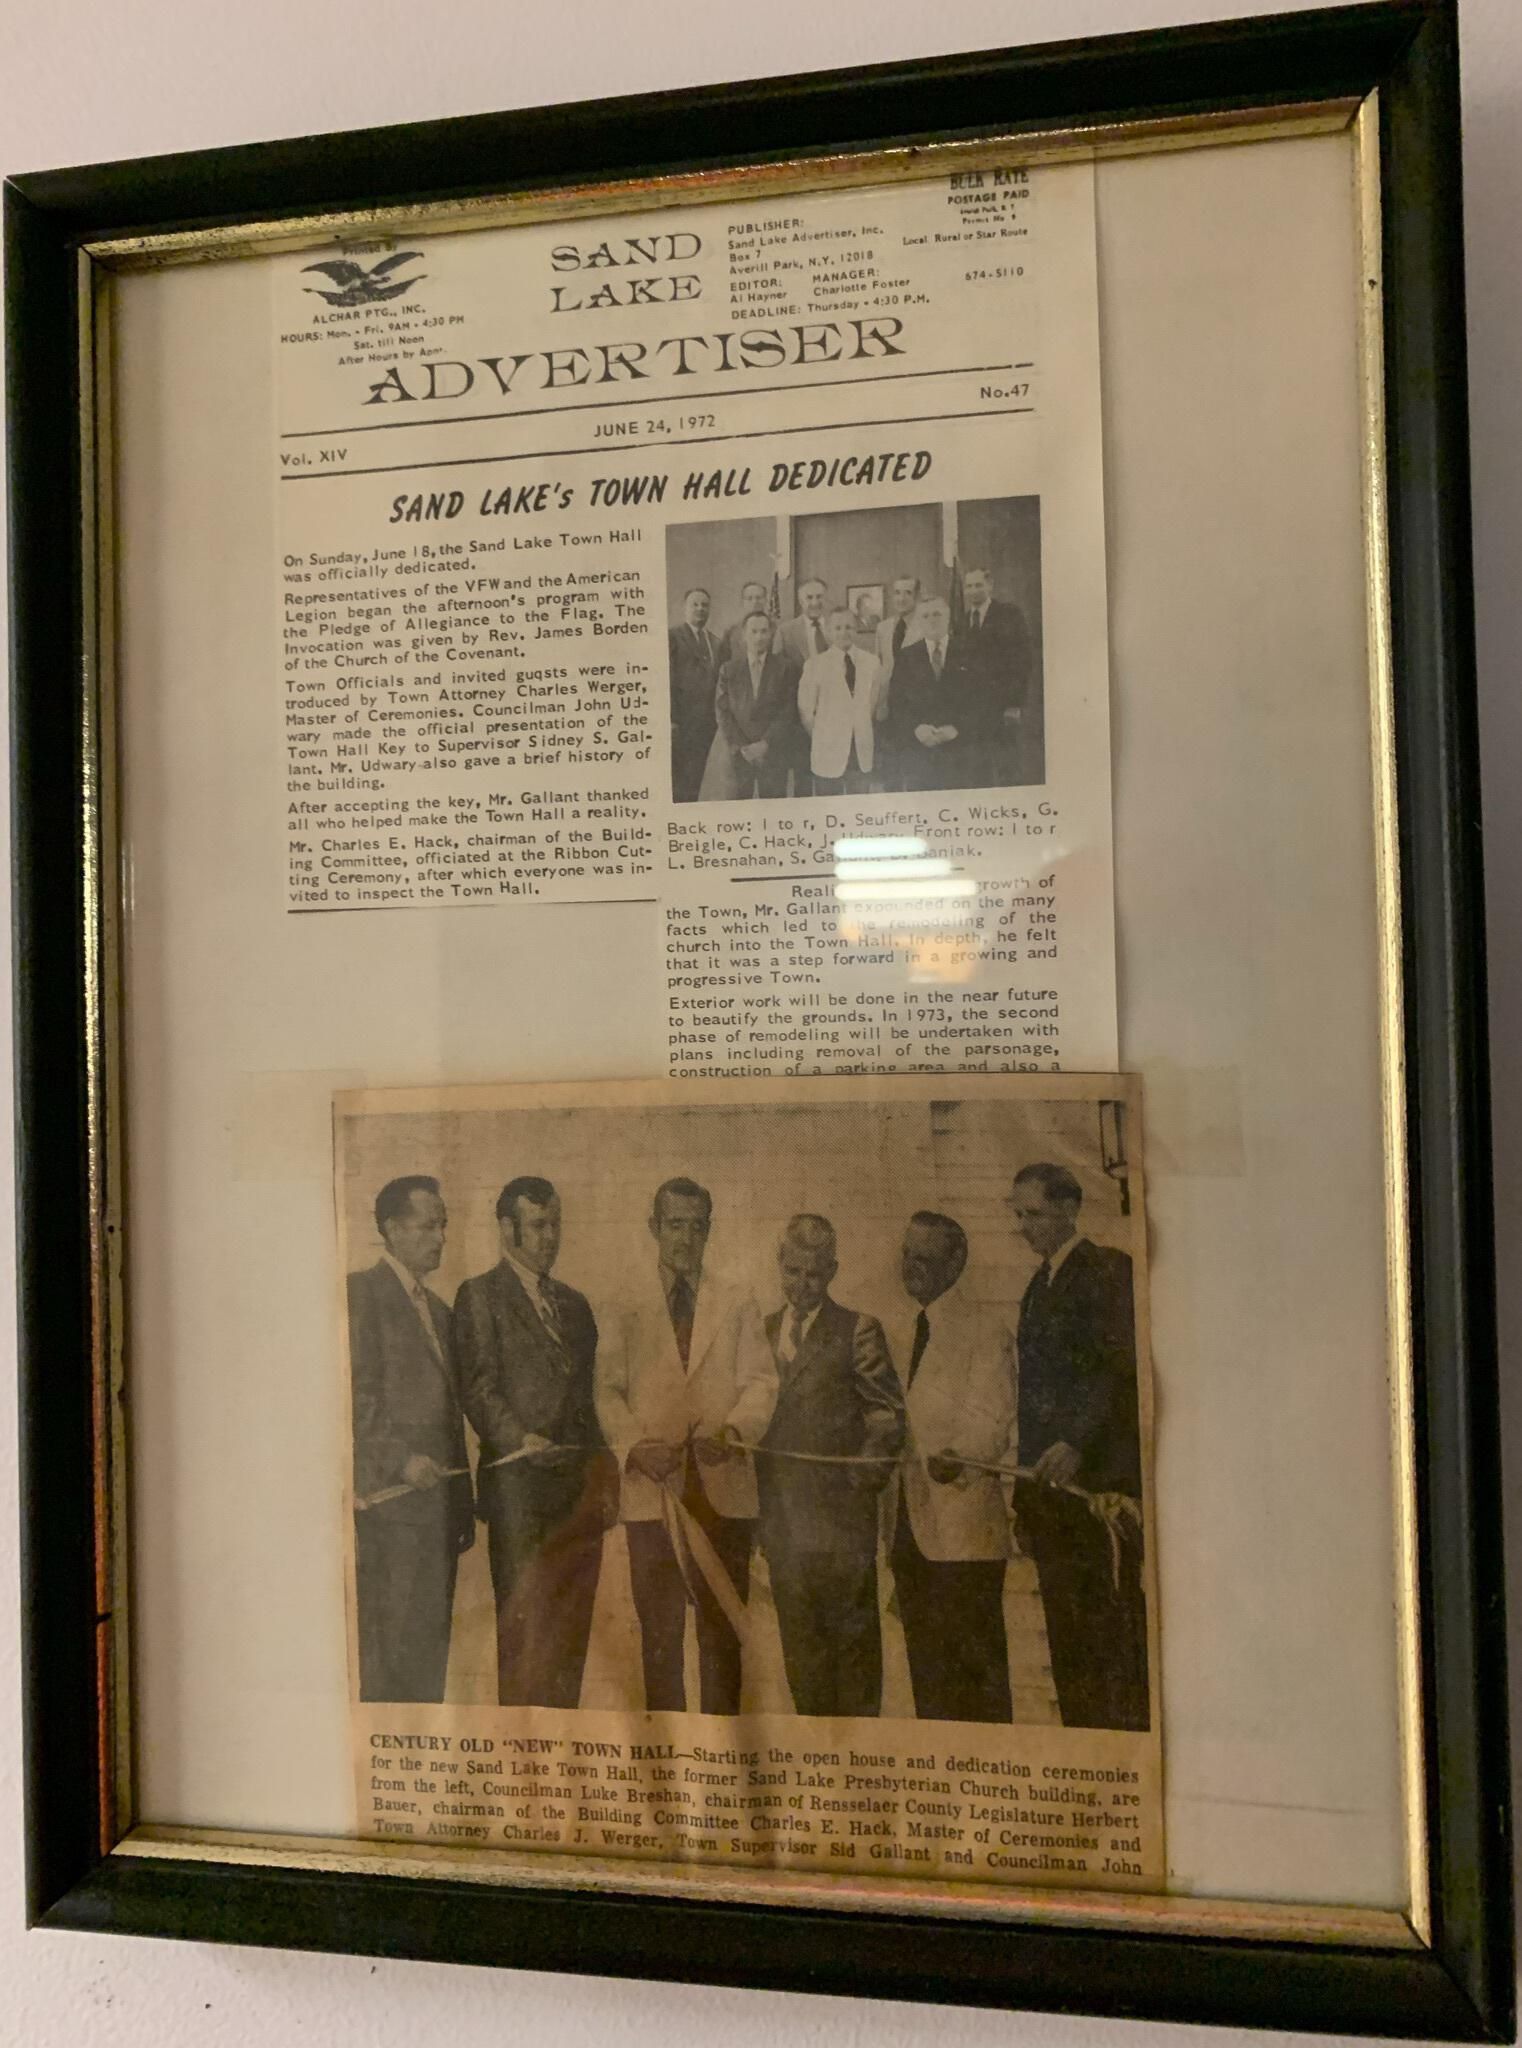 Printed By
ALCHAR PTG., INC.
HOURS: Mon. - Fri. 9AM - 4:30 PM
Sat. till Noon
After Hours by Appt.
SAND
LAKE
ADVERTISER
PUBLISHER:
Sand Lake Advertiser, Inc.
Box 7
Averill Park, N.Y. 12018
EDITOR: MANAGER:
Al Hayner Charlotte Foster
DEADLINE: Thursday - 4:30 P.M.
BULK RATE
POSTAGE PAID
Permit No
Local Rural or Star Route
674-5110
Vol. XIV
JUNE 24, 1972
No.47
SAND LAKE's TOWN HALL DEDICATED
On Sunday, June 18, the Sand Lake Town Hall
was officially dedicated.
Representatives of the VFW and the American
Legion began the afternoon's program with
the Pledge of Allegiance to the Flag. The
Invocation was given by Rev. James Borden
of the Church of the Covenant.
Town Officials and invited guqsts were in-
troduced by Town Attorney Charles Werger,
Master of Ceremonies. Councilman John Ud-
wary made the official presentation of the
Town Hall Key to Supervisor Sidney S. Gal-
lant. Mr. Udwary also gave a brief history of
the building.
After accepting the key, Mr. Gallant thanked
all who helped make the Town Hall a reality.
Mr. Charles E. Hack, chairman of the Build-
ing Committee, officiated at the Ribbon Cut-
ting Ceremony, after which everyone was in-
vited to inspect the Town Hall.
Back row: l to r, D. Seuffert, C. Wicks, G.
Breigle, C. Hack, J. Udwary Front row: l to r
L. Bresnahan, S. Baniak.
growth of
the Town, Mr. Gallant expounded on the many
facts which led to the remodeling of the
church into the Town Hall. In depth, he felt
that it was a step forward in a growing and
progressive Town.
Exterior work will be done in the near future
to beautify the grounds. In 1973, the second
phase of remodeling will be undertaken with
plans including removal of the parsonage,
construction of a parking area and also a
CENTURY OLD "NEW" TOWN HALL—Starting the open house and dedication ceremonies
for the new Sand Lake Town Hall, the former Sand Lake Presbyterian Church building, are
from the left, Councilman Luke Breshan, chairman of Rensselaer County Legislature Herbert
Bauer, chairman of the Building Committee Charles E. Hack, Master of Ceremonies and
Town Attorney Charles J. Werger, Town Supervisor Sid Gallant and Councilman John